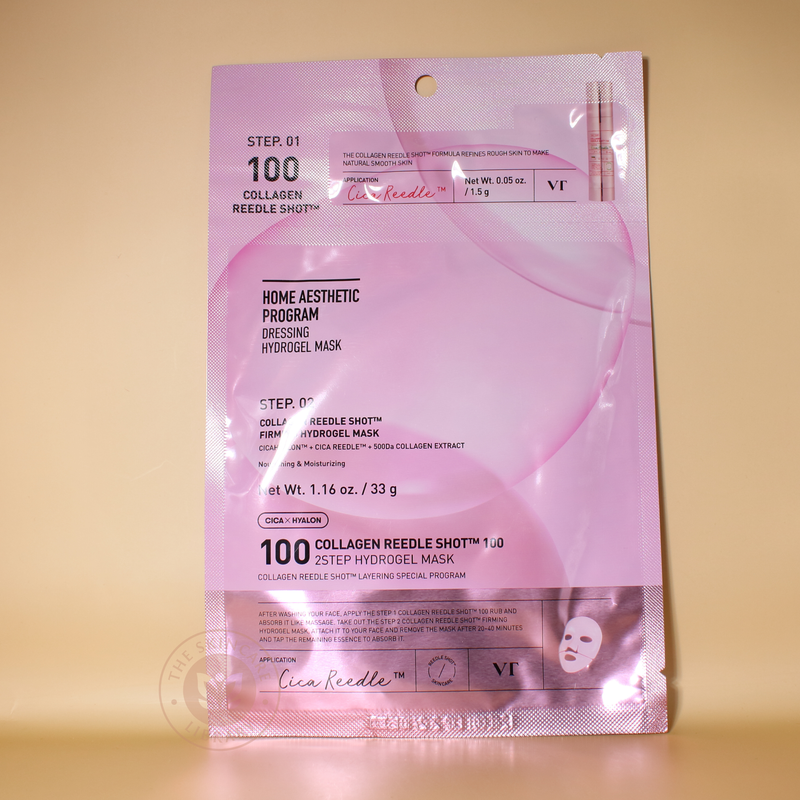 STEP. 01
100
COLLAGEN
REEDLE SHOT™
THE COLLAGEN REEDLE SHOT™ FORMULA REFINES ROUGH SKIN TO MAKE
NATURAL SMOOTH SKIN
APPLICATION
Cica Reedle™
Net Wt. 0.05 oz.
/ 1.5 g
VT
HOME AESTHETIC
PROGRAM
DRESSING
HYDROGEL MASK
STEP. 02
REEDLE SHOT™
HYDROGEL MASK
CICAHYALON™ + CICA REEDLE™ + 500Da COLLAGEN EXTRACT
& Moisturizing
Net Wt. 1.16 oz. / 33 g
CICA X HYALON
100 COLLAGEN REEDLE SHOT™ 100
2STEP HYDROGEL MASK
COLLAGEN REEDLE SHOT™ LAYERING SPECIAL PROGRAM
AFTER WASHING YOUR FACE, APPLY THE STEP 1 COLLAGEN REEDLE SHOT™ 100 RUB AND
ABSORB IT LIKE MASSAGE. TAKE OUT THE STEP 2 COLLAGEN REEDLE SHOT™ FIRMING
HYDROGEL MASK, ATTACH IT TO YOUR FACE AND REMOVE THE MASK AFTER 20~40 MINUTES
AND TAP THE REMAINING ESSENCE TO ABSORB IT.
APPLICATION
Cica Reedle™
REEDLE SHOT™
SKINCARE
VT
THE